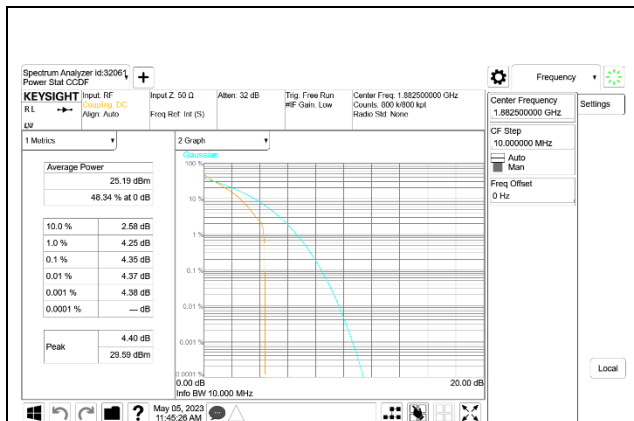 Spectrum Analyzer Id:32061
Power Stat CCDF
+
Frequency
KEYSIGHT
RL
Input: RF
Coupling: DC
Align: Auto
Input Z: 50 Ω
Freq Ref: Int (S)
Atten: 32 dB
Trig: Free Run
#IF Gain: Low
Center Freq: 1.882500000 GHz
Counts: 800 k/800 kpt
Radio Std: None
Center Frequency
1.882500000 GHz
Settings
CF Step
10.000000 MHz
Auto
Man
Freq Offset
0 Hz
1 Metrics
2 Graph
Average Power
25.19 dBm
48.34 % at 0 dB
10.0 % 2.58 dB
1.0 % 4.25 dB
0.1 % 4.35 dB
0.01 % 4.37 dB
0.001 % 4.38 dB
0.0001 % --- dB
Peak
4.40 dB
29.59 dBm
Gaussian
100 %
10 %
1 %
0.1 %
0.01 %
0.001 %
0.0001 %
0.00 dB
20.00 dB
Info BW 10.000 MHz
Local
?
May 05, 2023
11:45:26 AM